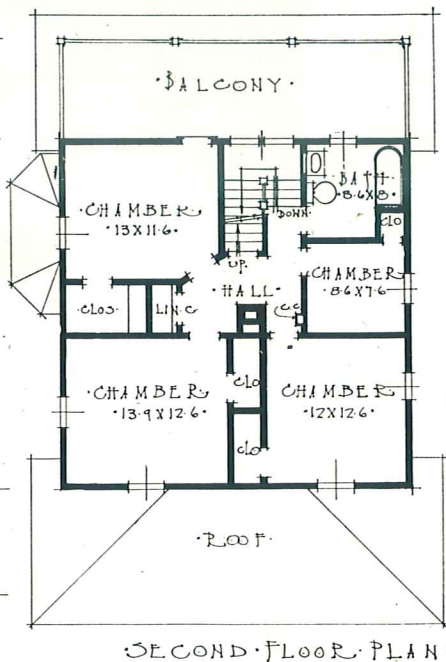 ·BALCONY·
BATH
8·6X8·
CHAMBER
·13X11·6·
DOWN·
CLO
UP·
CHAMBER
·8·6X7·6
·HALL·
·CLOS·
LIN·C
C.C.
·CHAMBER·
·13·9X12·6·
CLO
CHAMBER
·12X12·6·
CLO
·ROOF·
·SECOND·FLOOR·PLAN